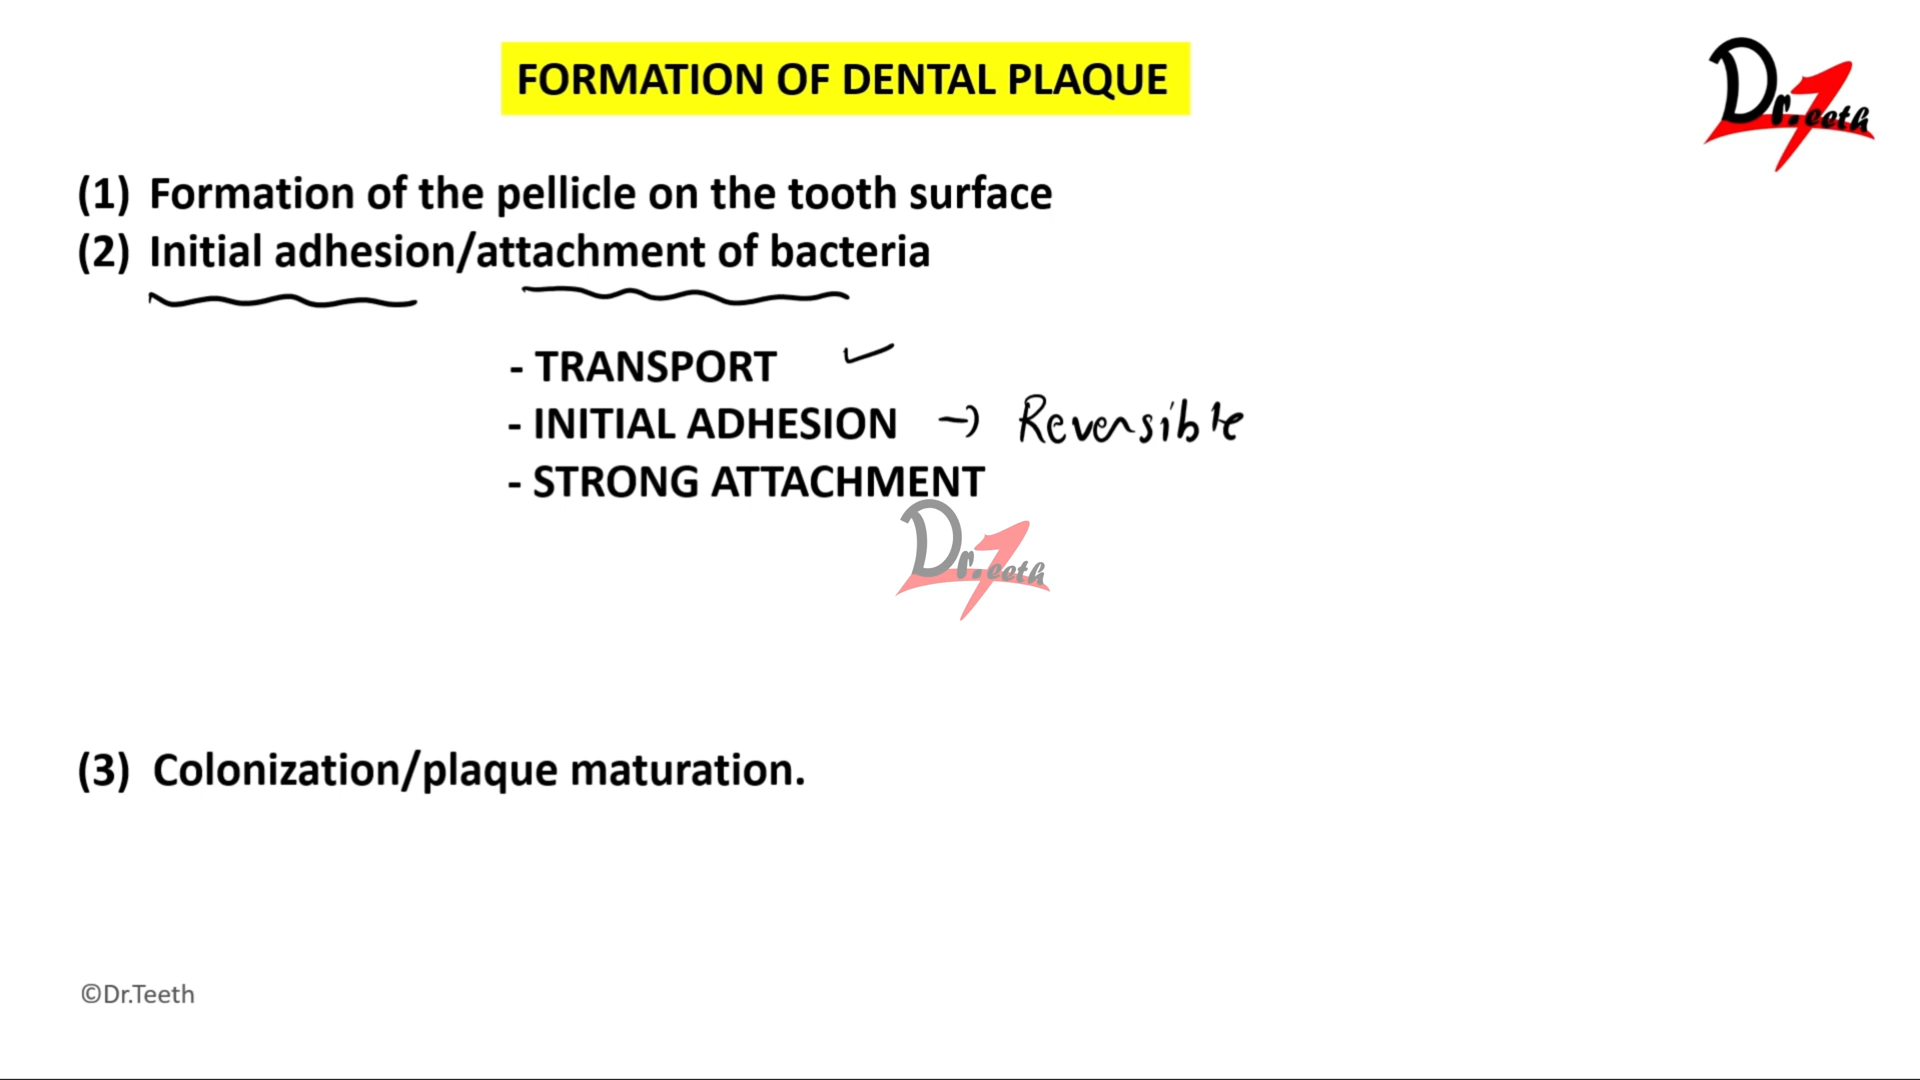 FORMATION OF DENTAL PLAQUE
Dr.Teeth
(1) Formation of the pellicle on the tooth surface
(2) Initial adhesion/attachment of bacteria
- TRANSPORT
- INITIAL ADHESION → Reversible
- STRONG ATTACHMENT
Dr.Teeth
(3) Colonization/plaque maturation.
©Dr.Teeth